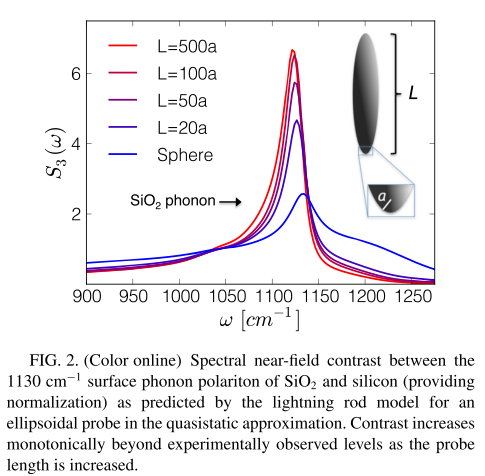 S₃(ω)
6
4
2
0
L=500a
L=100a
L=50a
L=20a
Sphere
SiO₂ phonon
L
a
900 950 1000 1050 1100 1150 1200 1250
ω [cm⁻¹]
FIG. 2. (Color online) Spectral near-field contrast between the
1130 cm⁻¹ surface phonon polariton of SiO₂ and silicon (providing
normalization) as predicted by the lightning rod model for an
ellipsoidal probe in the quasistatic approximation. Contrast increases
monotonically beyond experimentally observed levels as the probe
length is increased.